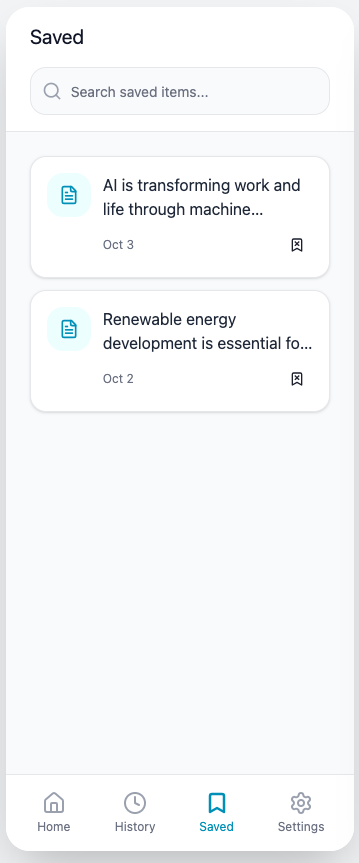 Saved
Search saved items...
AI is transforming work and
life through machine...
Oct 3
Renewable energy
development is essential fo...
Oct 2
Home
History
Saved
Settings